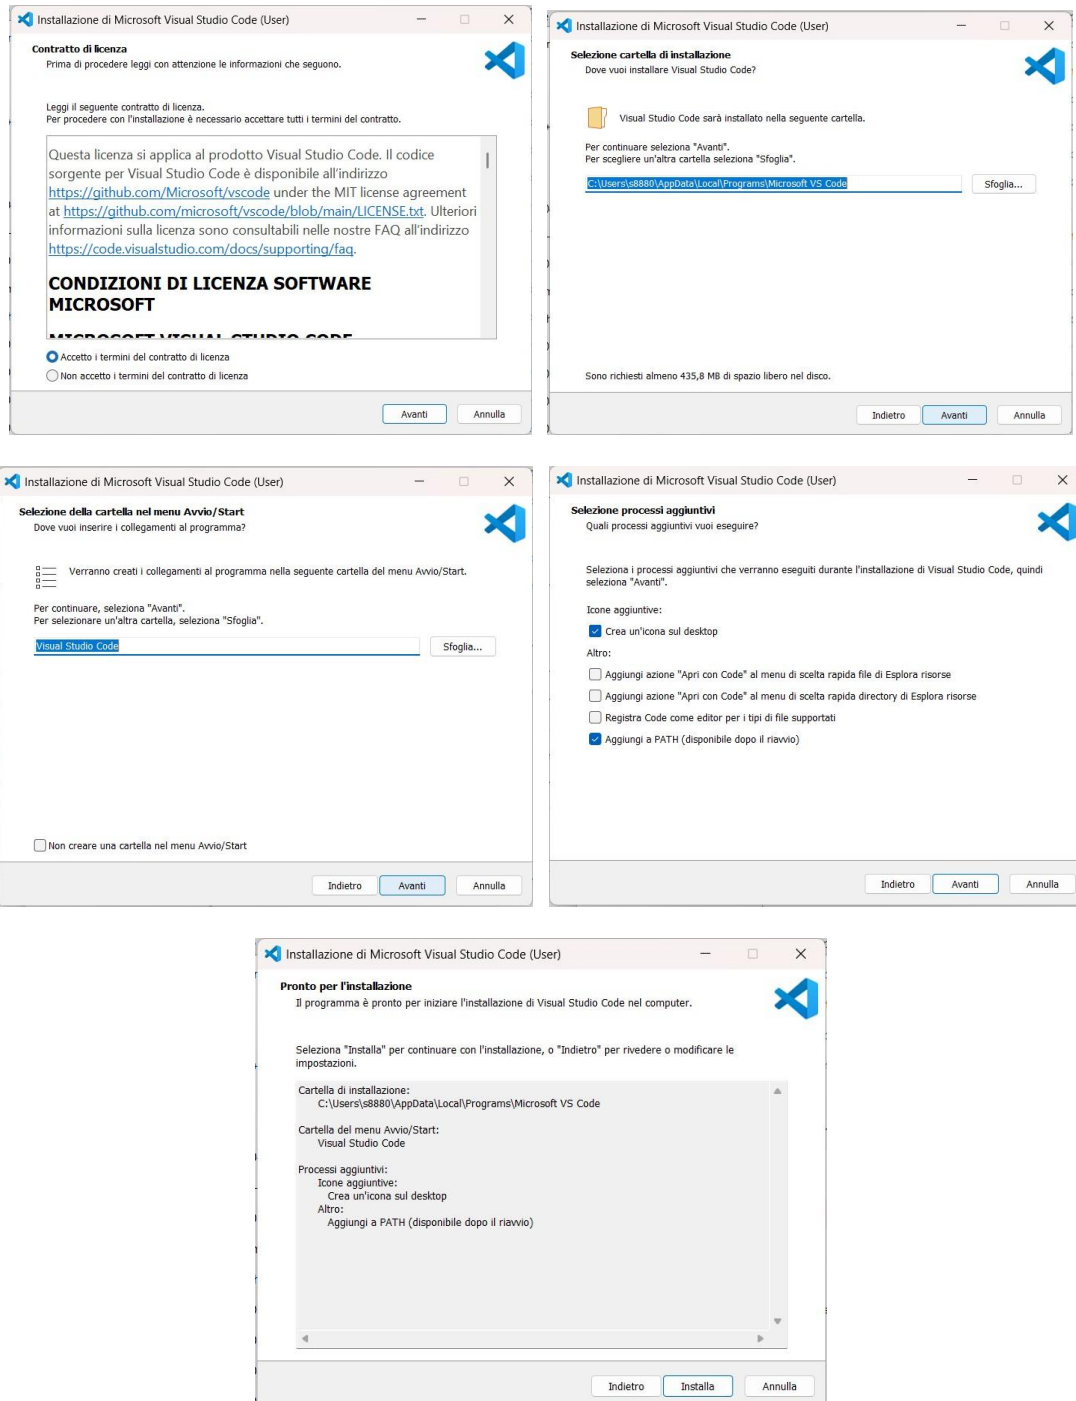 Installazione di Microsoft Visual Studio Code (User)
Contratto di licenza
Prima di procedere leggi con attenzione le informazioni che seguono.
Leggi il seguente contratto di licenza.
Per procedere con l'installazione è necessario accettare tutti i termini del contratto.
Questa licenza si applica al prodotto Visual Studio Code. Il codice
sorgente per Visual Studio Code è disponibile all'indirizzo
https://github.com/Microsoft/vscode under the MIT license agreement
at https://github.com/microsoft/vscode/blob/main/LICENSE.txt. Ulteriori
informazioni sulla licenza sono consultabili nelle nostre FAQ all'indirizzo
https://code.visualstudio.com/docs/supporting/faq.
CONDIZIONI DI LICENZA SOFTWARE
MICROSOFT
MICROSOFT VISUAL STUDIO CODE
Accetto i termini del contratto di licenza
Non accetto i termini del contratto di licenza
Avanti Annulla
Installazione di Microsoft Visual Studio Code (User)
Selezione cartella di installazione
Dove vuoi installare Visual Studio Code?
Visual Studio Code sarà installato nella seguente cartella.
Per continuare seleziona "Avanti".
Per scegliere un'altra cartella seleziona "Sfoglia".
C:\Users\s8880\AppData\Local\Programs\Microsoft VS Code Sfoglia...
Sono richiesti almeno 435,8 MB di spazio libero nel disco.
Indietro Avanti Annulla
Installazione di Microsoft Visual Studio Code (User)
Selezione della cartella nel menu Avvio/Start
Dove vuoi inserire i collegamenti al programma?
Verranno creati i collegamenti al programma nella seguente cartella del menu Avvio/Start.
Per continuare, seleziona "Avanti".
Per selezionare un'altra cartella, seleziona "Sfoglia".
Visual Studio Code Sfoglia...
Non creare una cartella nel menu Avvio/Start
Indietro Avanti Annulla
Installazione di Microsoft Visual Studio Code (User)
Selezione processi aggiuntivi
Quali processi aggiuntivi vuoi eseguire?
Seleziona i processi aggiuntivi che verranno eseguiti durante l'installazione di Visual Studio Code, quindi
seleziona "Avanti".
Icone aggiuntive:
Crea un'icona sul desktop
Altro:
Aggiungi azione "Apri con Code" al menu di scelta rapida file di Esplora risorse
Aggiungi azione "Apri con Code" al menu di scelta rapida directory di Esplora risorse
Registra Code come editor per i tipi di file supportati
Aggiungi a PATH (disponibile dopo il riavvio)
Indietro Avanti Annulla
Installazione di Microsoft Visual Studio Code (User)
Pronto per l'installazione
Il programma è pronto per iniziare l'installazione di Visual Studio Code nel computer.
Seleziona "Installa" per continuare con l'installazione, o "Indietro" per rivedere o modificare le
impostazioni.
Cartella di installazione:
C:\Users\s8880\AppData\Local\Programs\Microsoft VS Code
Cartella del menu Avvio/Start:
Visual Studio Code
Processi aggiuntivi:
Icone aggiuntive:
Crea un'icona sul desktop
Altro:
Aggiungi a PATH (disponibile dopo il riavvio)
Indietro Installa Annulla